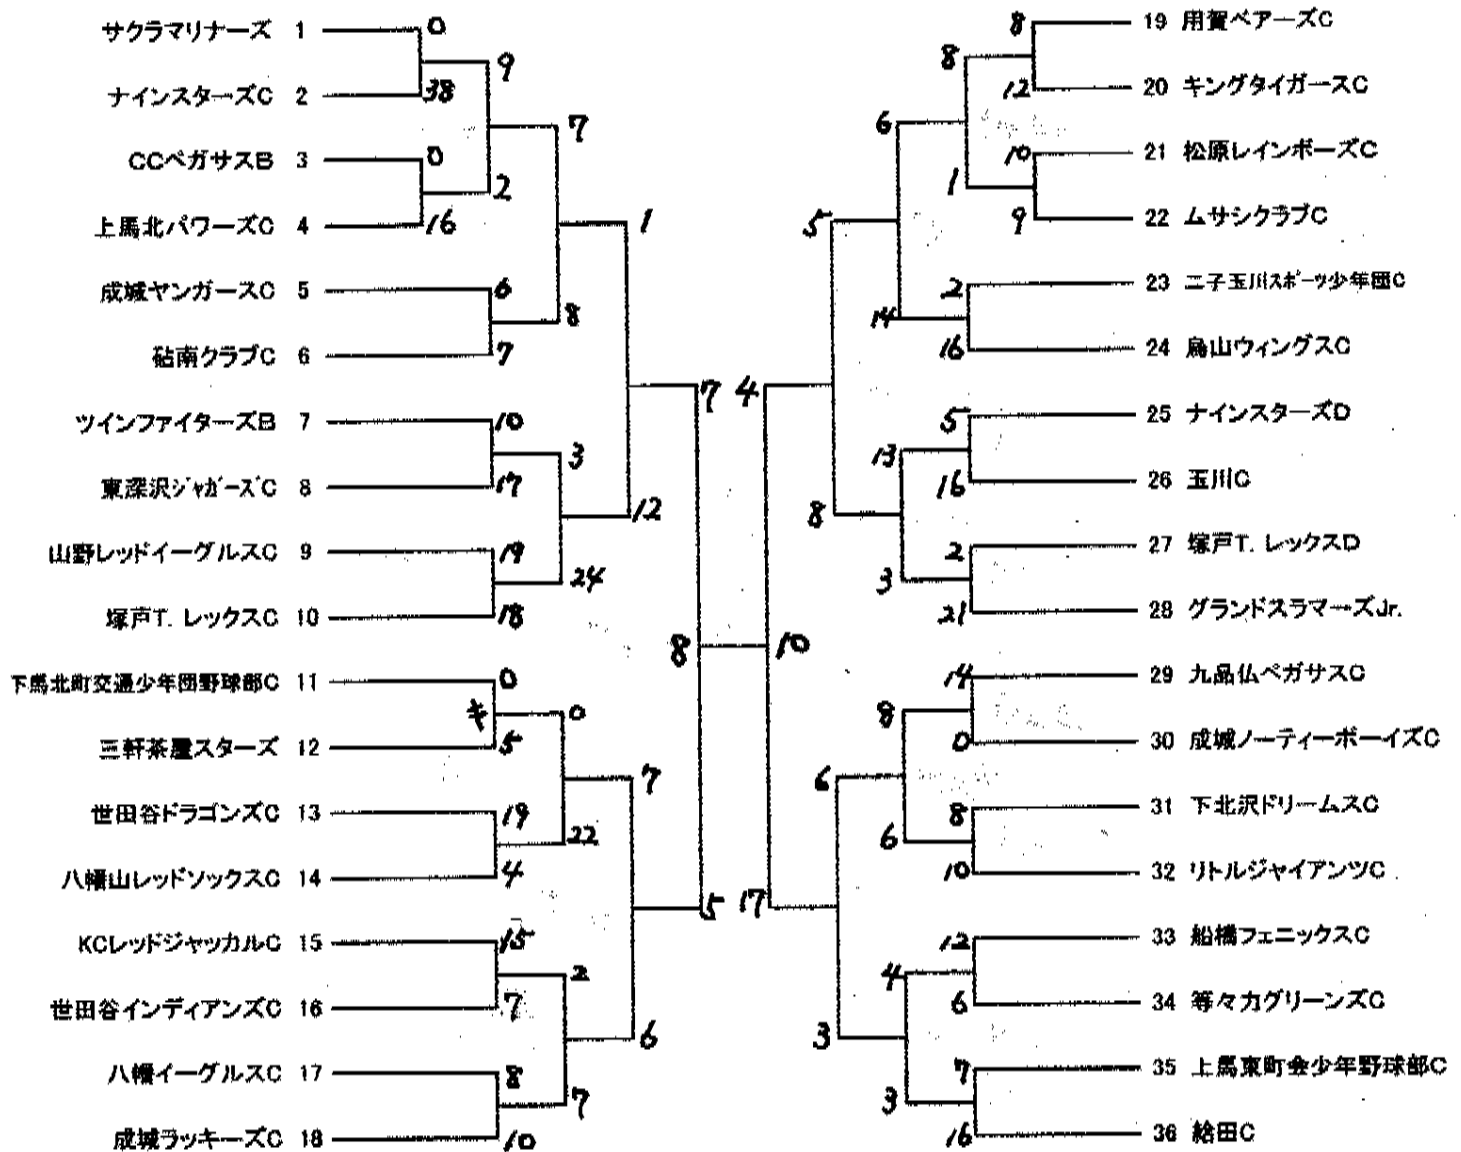 サクラマリナーズ 1 0
9
ナインスターズC 2 38
7
CCペガサスB 3 0
2
上馬北パワーズC 4 16
1
成城ヤンガースC 5 6
8
砧南クラブC 6 7
7
ツインファイターズB 7 10
3
東深沢ジャガーズC 8 17
12
山野レッドイーグルスC 9 19
24
塚戸T. レックスC 10 18
8
下馬北町交通少年団野球部C 11 0
キ 0
三軒茶屋スターズ 12 5
7
世田谷ドラゴンズC 13 19
22
八幡山レッドソックスC 14 4
5
KCレッドジャッカルC 15 15
2
世田谷インディアンズC 16 7
6
八幡イーグルスC 17 8
7
成城ラッキーズC 18 10
8 19 用賀ベアーズC
8
12 20 キングタイガースC
6
10 21 松原レインボーズC
1
9 22 ムサシクラブC
5
2 23 二子玉川スポーツ少年団C
14
16 24 烏山ウィングスC
4
5 25 ナインスターズD
13
16 26 玉川C
8
2 27 塚戸T. レックスD
3
21 28 グランドスラマーズJr.
10
14 29 九品仏ペガサスC
8
0 30 成城ノーティーボーイズC
6
8 31 下北沢ドリームスC
6
10 32 リトルジャイアンツC
17
12 33 船橋フェニックスC
4
6 34 等々力グリーンズC
3
7 35 上馬東町会少年野球部C
3
16 36 給田C